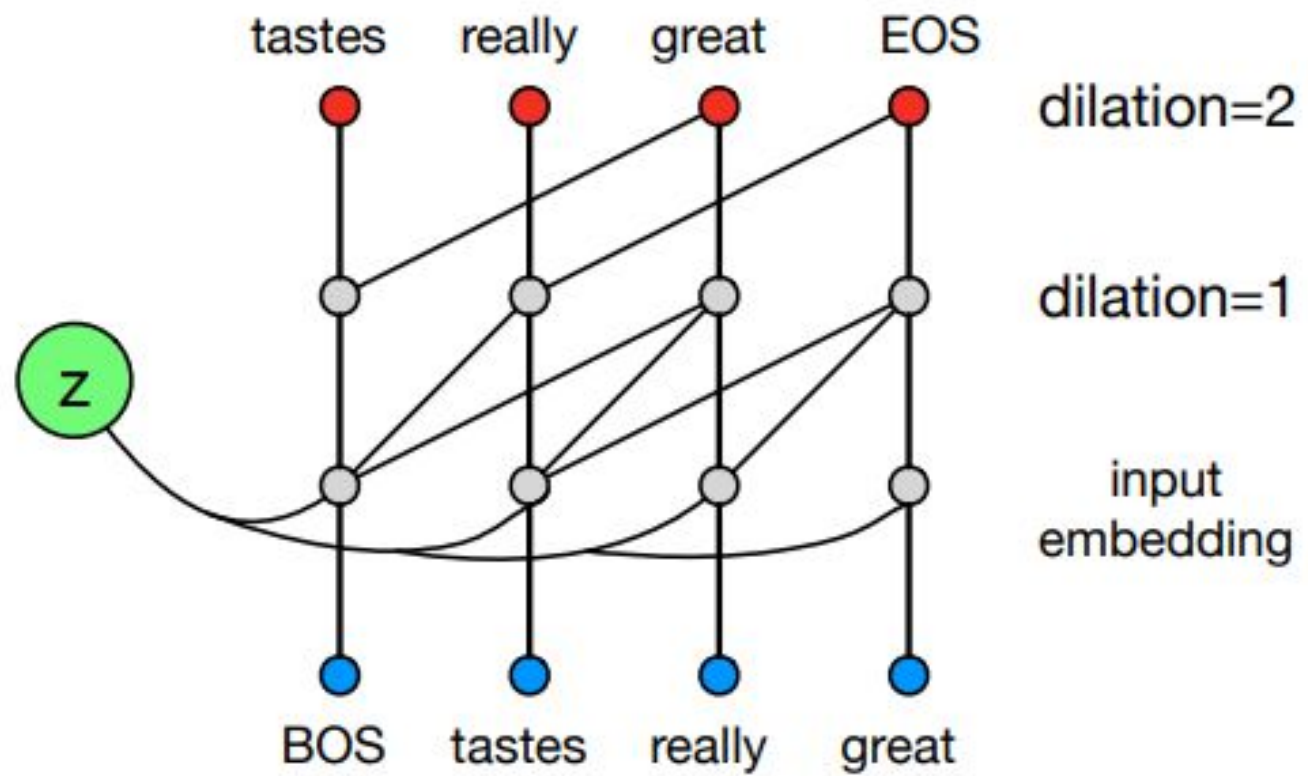 tastes really great EOS
dilation=2
dilation=1
z
input
embedding
BOS tastes really great